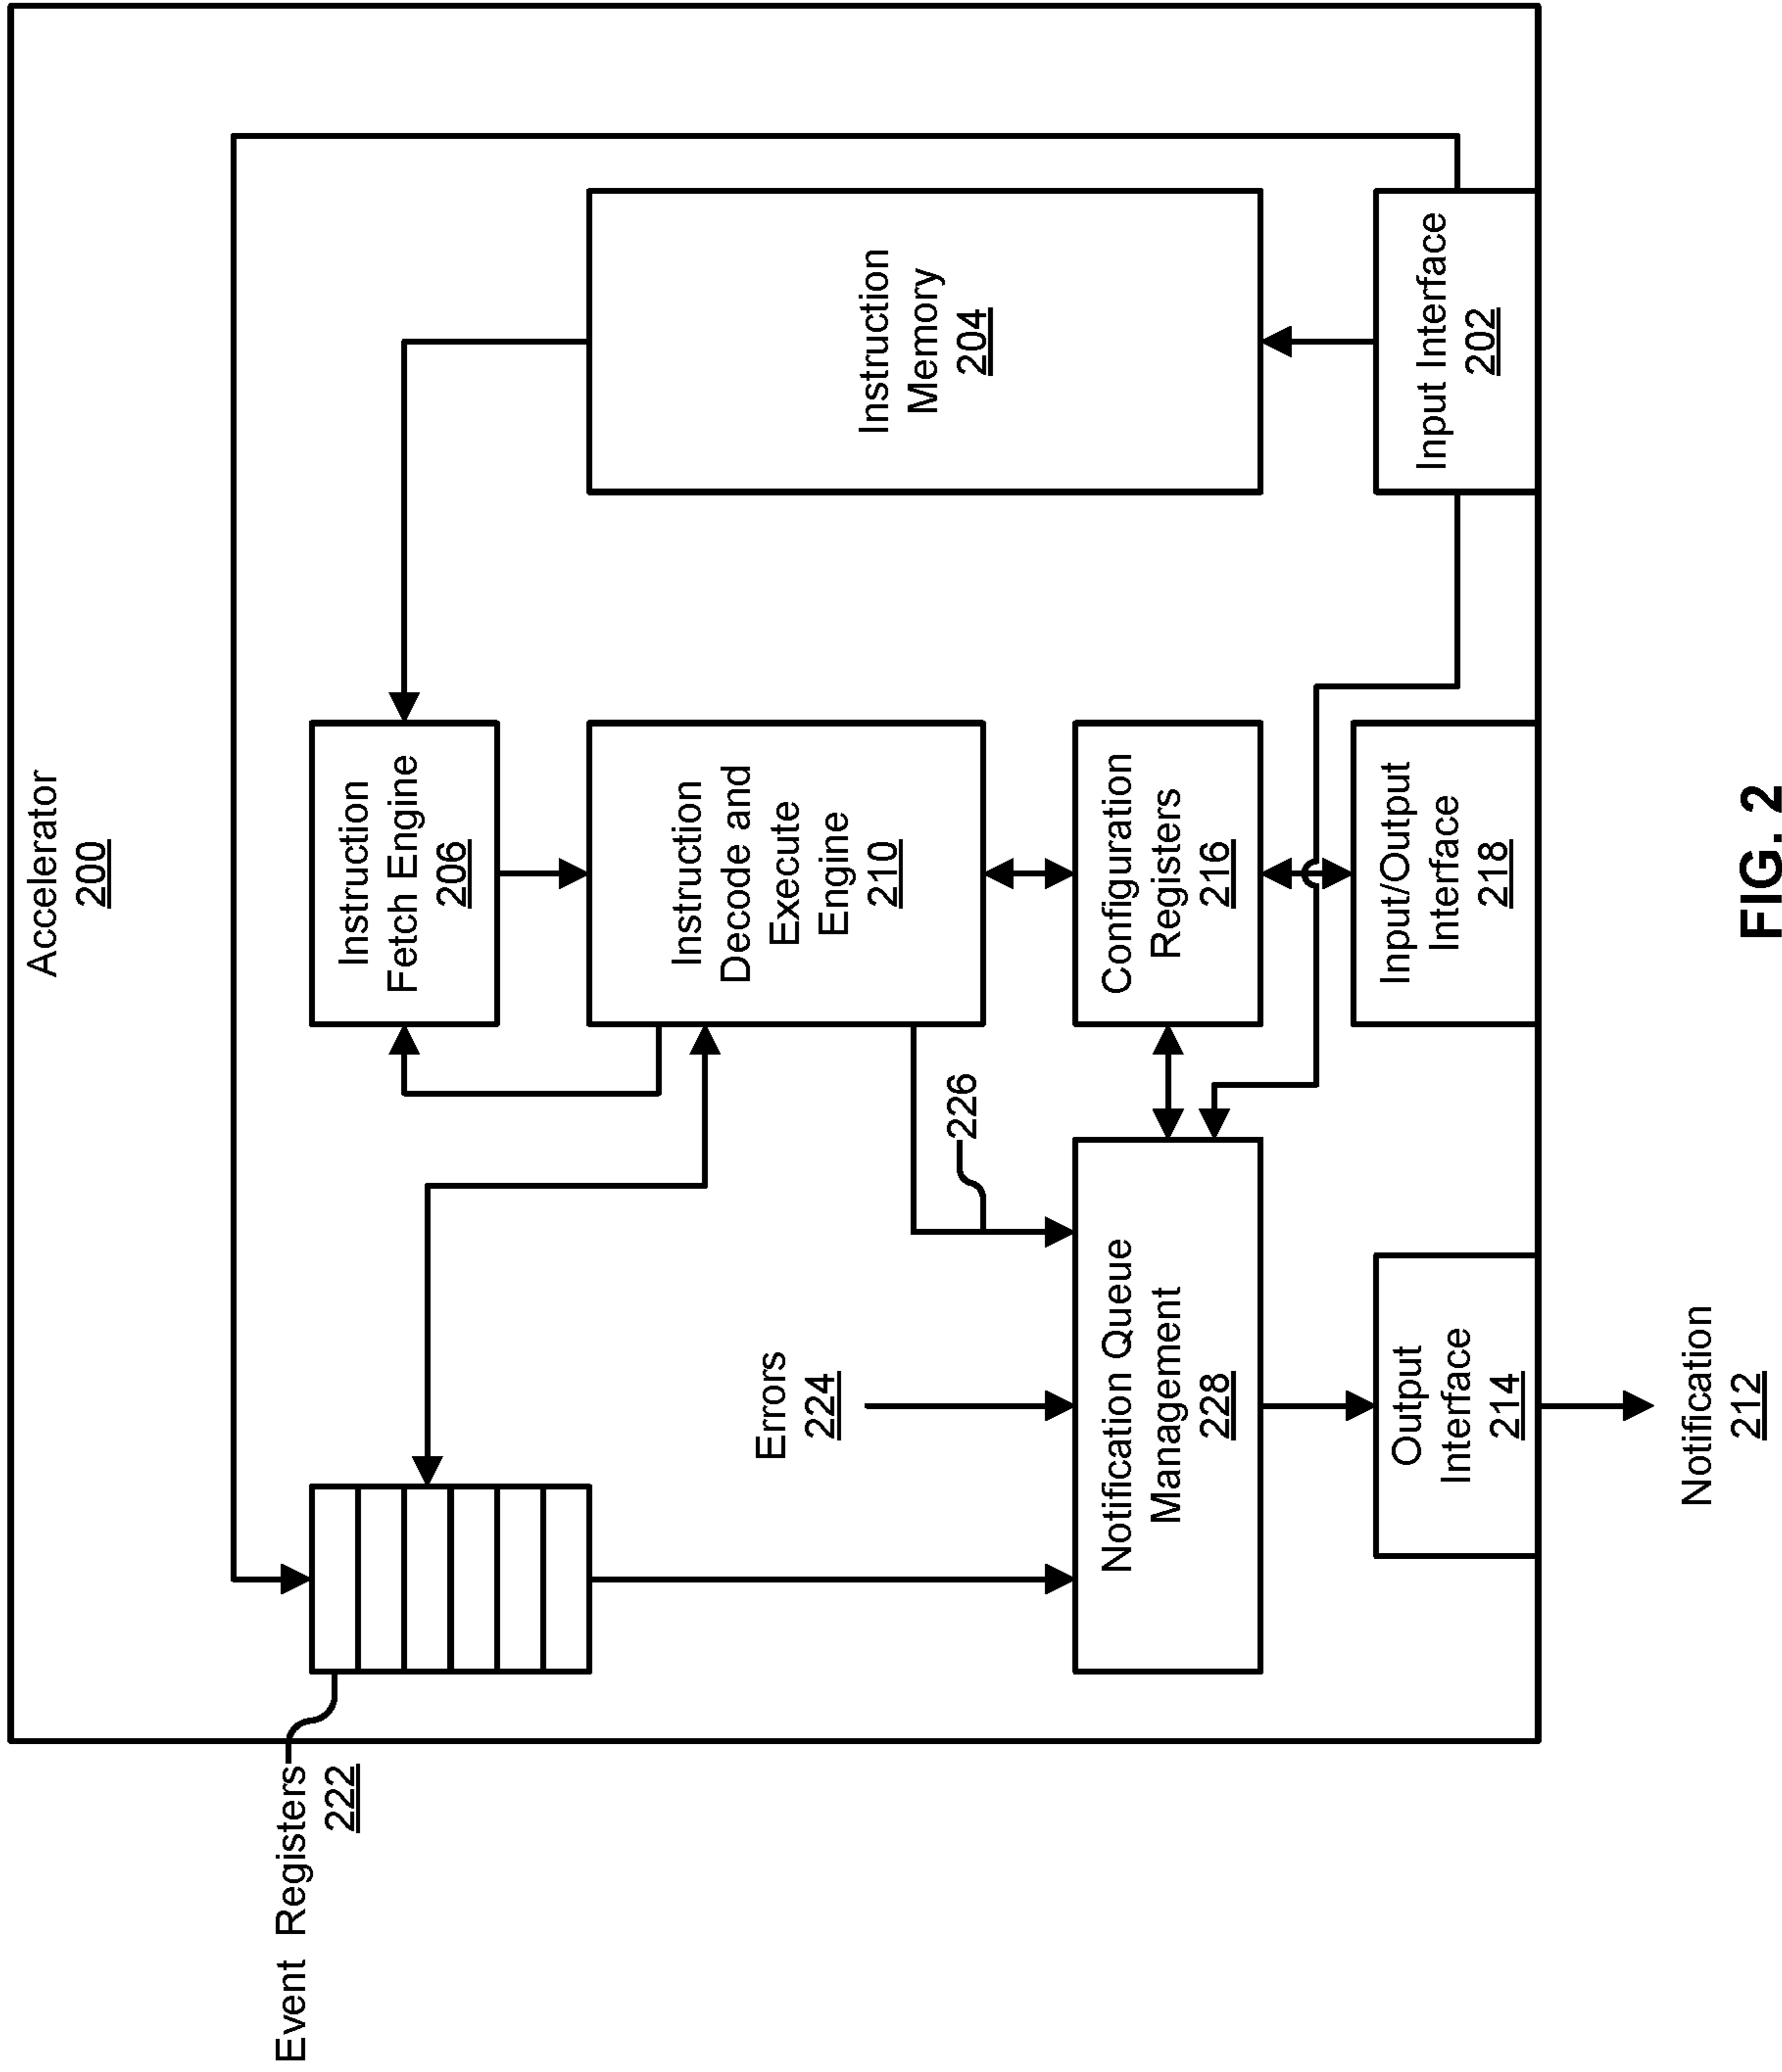 Accelerator
200
Event Registers
222
Instruction
Fetch Engine
206
Instruction
Decode and
Execute
Engine
210
Instruction
Memory
204
Errors
224
226
Notification Queue
Management
228
Configuration
Registers
216
Output
Interface
214
Input/Output
Interface
218
Input Interface
202
Notification
212
FIG. 2